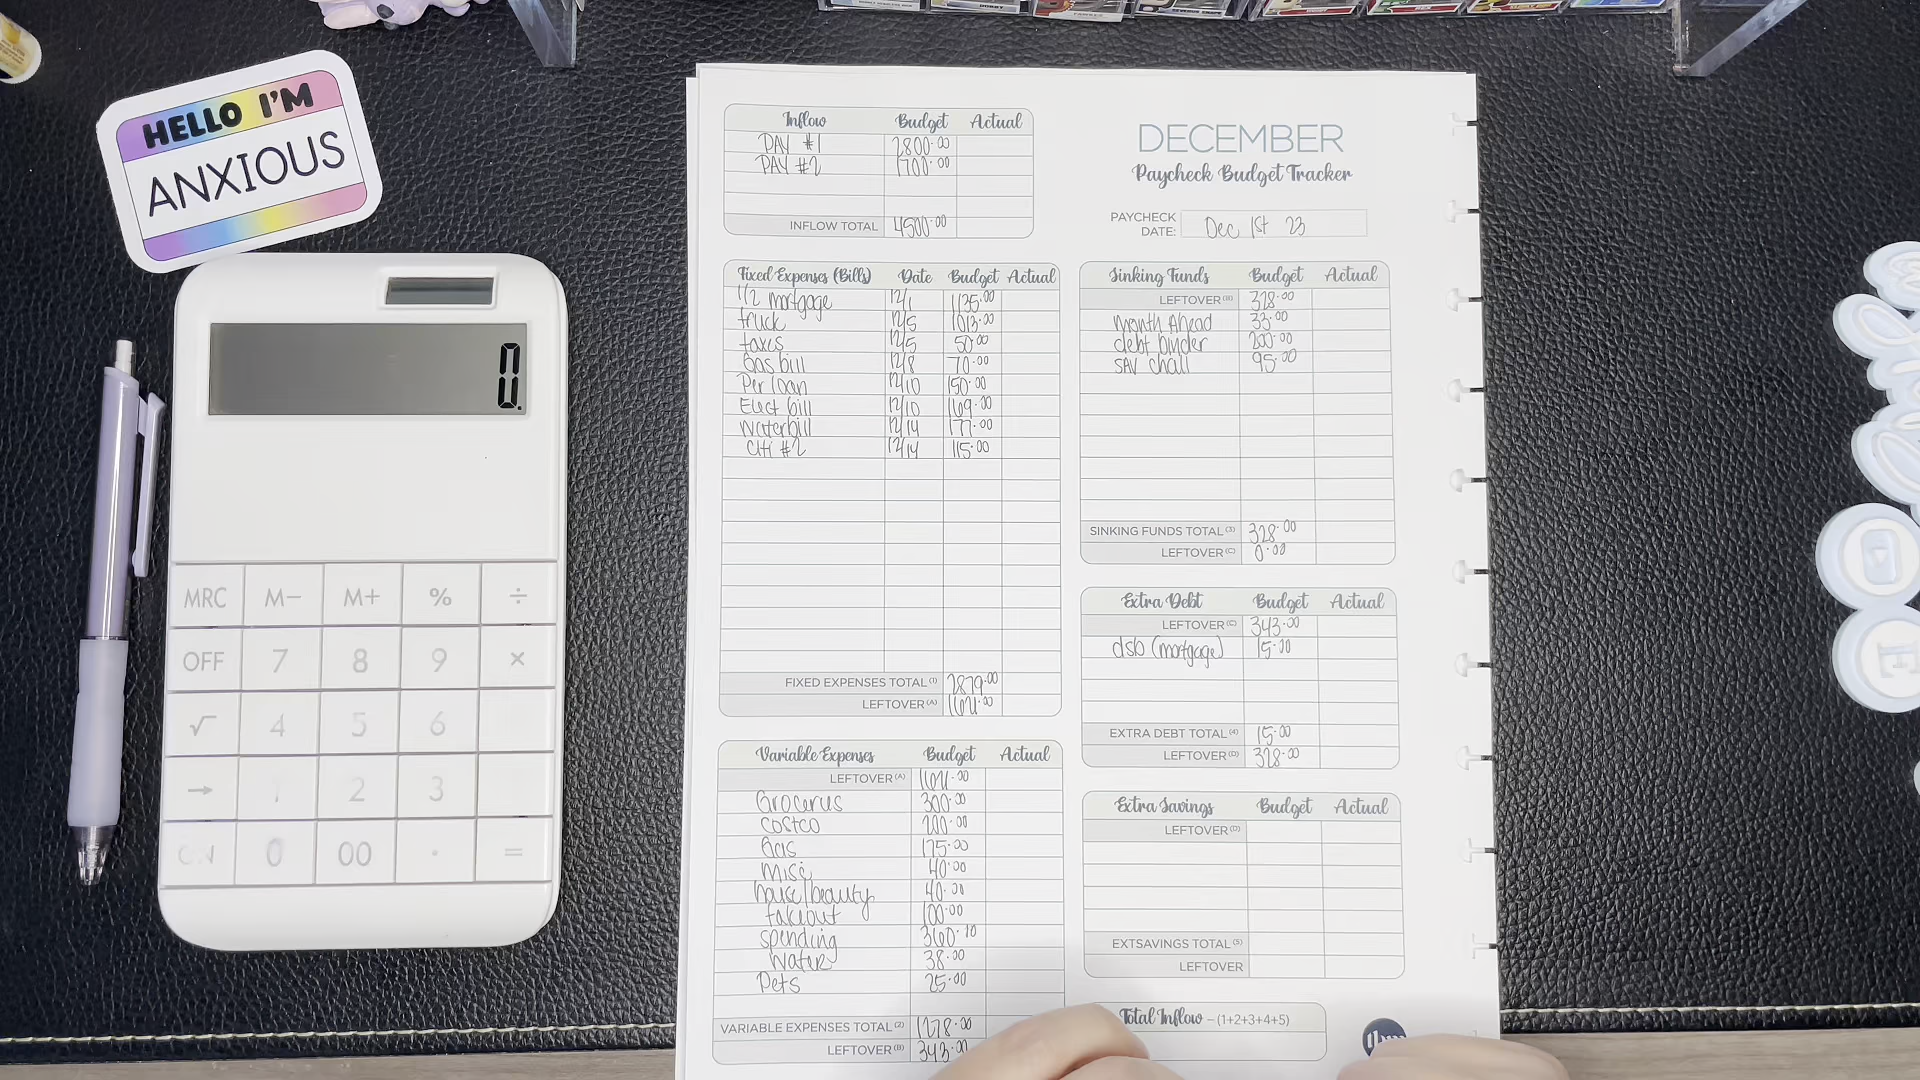 HELLO I'M
ANXIOUS
0.
MRC M− M+ % ÷
OFF 7 8 9 ×
√ 4 5 6
→ 1 2 3
ON 0 00 · =
DECEMBER
Paycheck Budget Tracker
PAYCHECK DATE: Dec 1st 23
Inflow Budget Actual
PAY #1 2800.00
PAY #2 1700.00
INFLOW TOTAL 4500.00
Fixed Expenses (Bills) Date Budget Actual
1/2 mortgage 12/1 1135.00
truck 12/5 1013.00
taxes 12/5 50.00
Gas bill 12/8 70.00
Per loan 12/10 150.00
Elect bill 12/10 169.00
Waterbill 12/14 177.00
Citi #2 12/14 115.00
FIXED EXPENSES TOTAL (1) 2879.00
LEFTOVER (A) 1621.00
Variable Expenses Budget Actual
LEFTOVER (A) 1621.00
Groceries 300.00
Costco 200.00
Gas 175.00
Misc. 40.00
house/beauty 40.00
takeout 100.00
spending 360.00
Water 38.00
Pets 25.00
VARIABLE EXPENSES TOTAL (2) 1278.00
LEFTOVER (B) 343.00
Sinking Funds Budget Actual
LEFTOVER (B) 328.00
Month Ahead 33.00
debt binder 200.00
SAV chall 95.00
SINKING FUNDS TOTAL (3) 328.00
LEFTOVER (C) 0.00
Extra Debt Budget Actual
LEFTOVER (C) 343.00
dsb (mortgage) 15.00
EXTRA DEBT TOTAL (4) 15.00
LEFTOVER (D) 328.00
Extra Savings Budget Actual
LEFTOVER (D)
EXTSAVINGS TOTAL (5)
LEFTOVER
Total Inflow – (1+2+3+4+5)